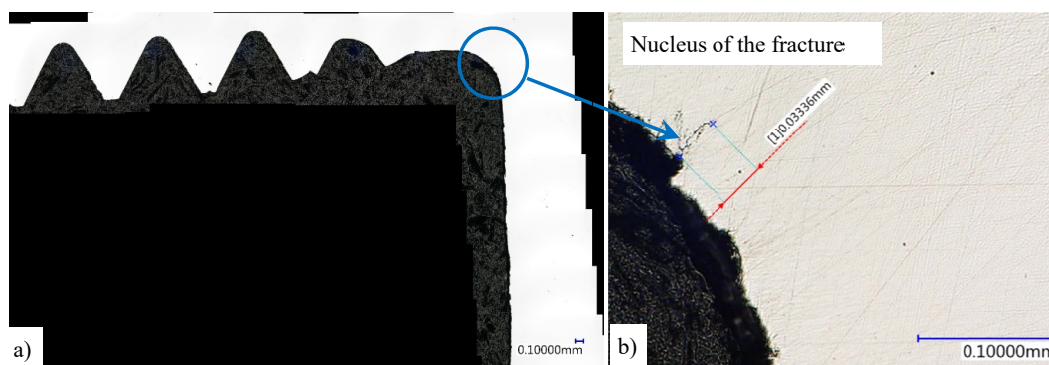 a)
0.10000mm
Nucleus of the fracture
[1]0.03336mm
b)
0.10000mm